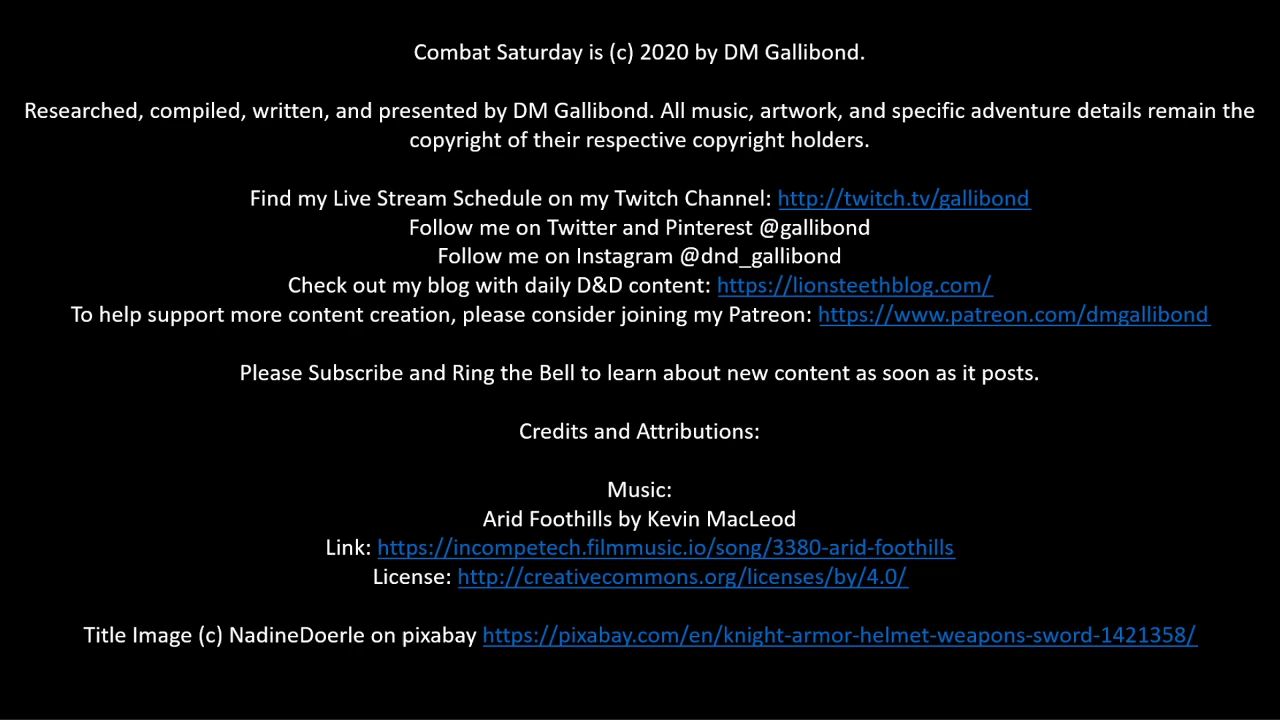 Combat Saturday is (c) 2020 by DM Gallibond.
Researched, compiled, written, and presented by DM Gallibond. All music, artwork, and specific adventure details remain the
copyright of their respective copyright holders.
Find my Live Stream Schedule on my Twitch Channel: http://twitch.tv/gallibond
Follow me on Twitter and Pinterest @gallibond
Follow me on Instagram @dnd_gallibond
Check out my blog with daily D&D content: https://lionsteethblog.com/
To help support more content creation, please consider joining my Patreon: https://www.patreon.com/dmgallibond
Please Subscribe and Ring the Bell to learn about new content as soon as it posts.
Credits and Attributions:
Music:
Arid Foothills by Kevin MacLeod
Link: https://incompetech.filmmusic.io/song/3380-arid-foothills
License: http://creativecommons.org/licenses/by/4.0/
Title Image (c) NadineDoerle on pixabay https://pixabay.com/en/knight-armor-helmet-weapons-sword-1421358/